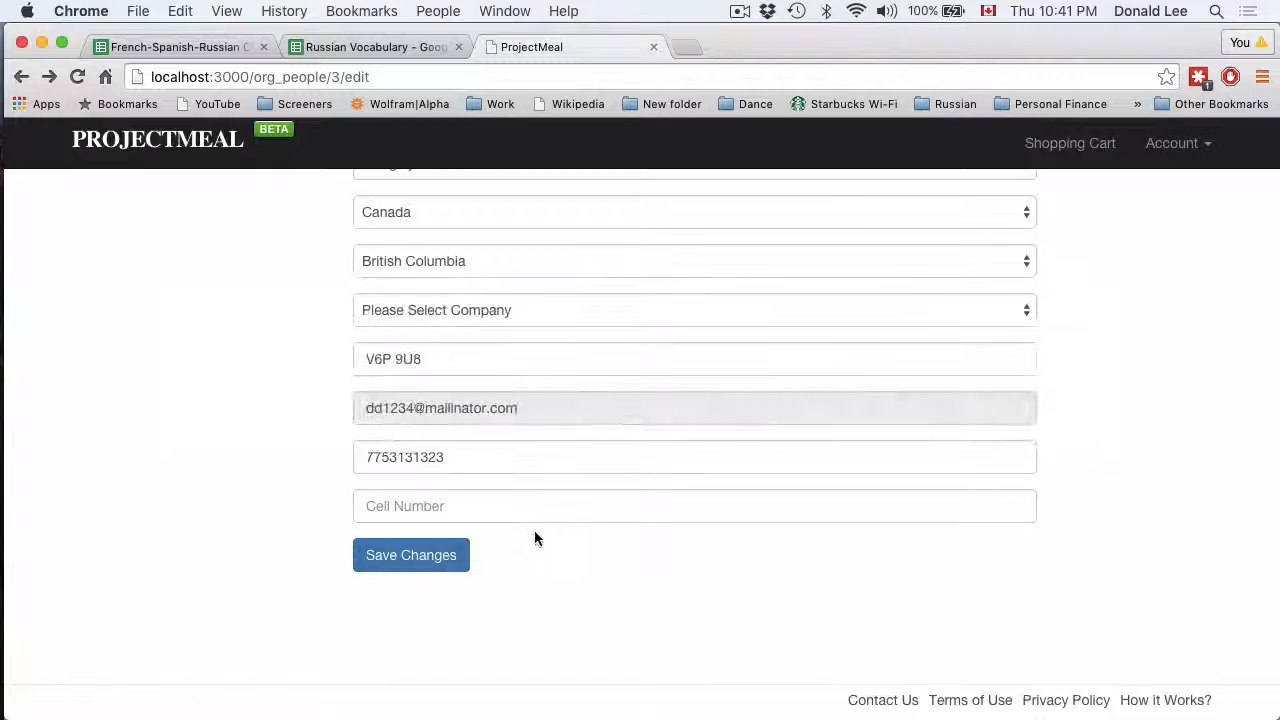 Chrome File Edit View History Bookmarks People Window Help 100% Thu 10:41 PM Donald Lee
French-Spanish-Russian Russian Vocabulary - Goog ProjectMeal You
localhost:3000/org_people/3/edit 1
Apps Bookmarks YouTube Screeners Wolfram|Alpha Work Wikipedia New folder Dance Starbucks Wi-Fi Russian Personal Finance » Other Bookmarks
PROJECTMEAL BETA Shopping Cart Account
Canada
British Columbia
Please Select Company
V6P 9U8
dd1234@mailinator.com
7753131323
Cell Number
Save Changes
Contact Us Terms of Use Privacy Policy How it Works?